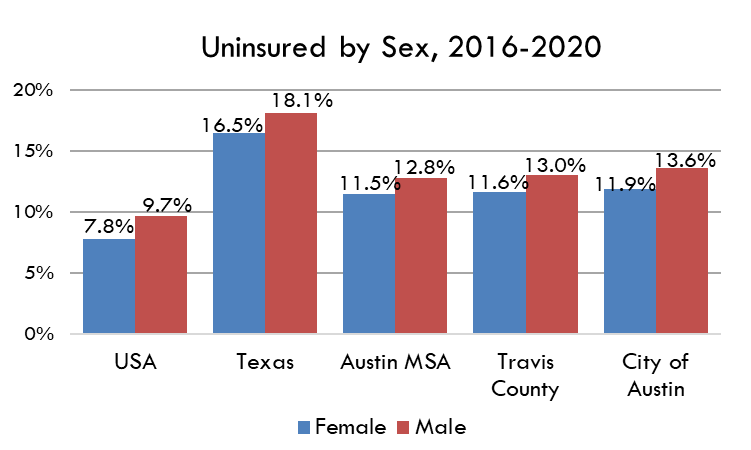 Uninsured by Sex, 2016-2020
20%
15%
10%
5%
0%
7.8%
9.7%
16.5%
18.1%
11.5%
12.8%
11.6%
13.0%
11.9%
13.6%
USA
Texas
Austin MSA
Travis
County
City of
Austin
Female
Male